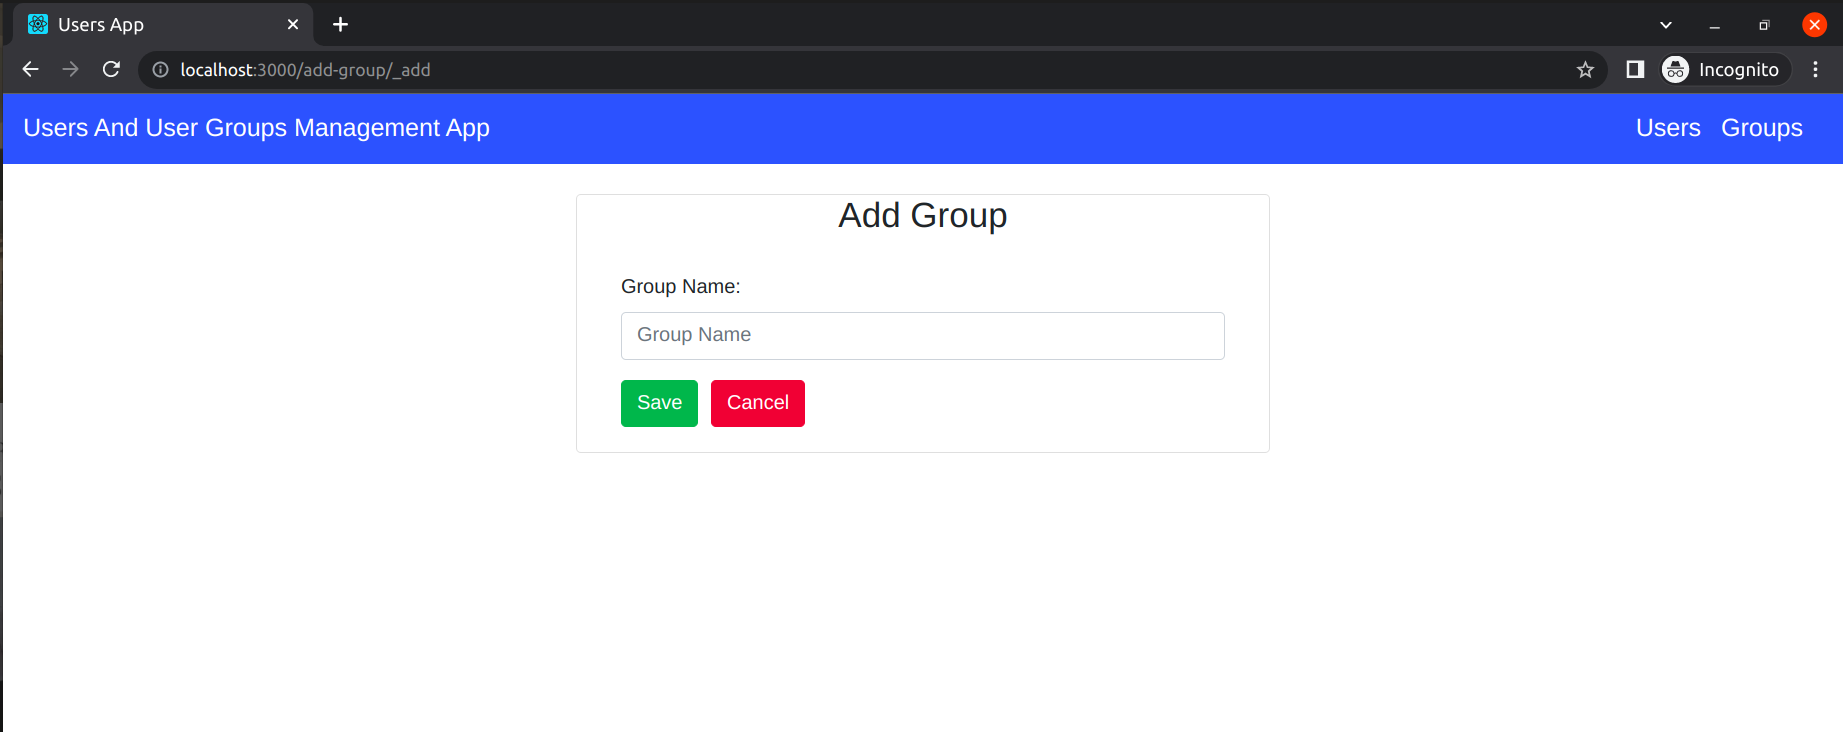 Users App
localhost:3000/add-group/_add
Incognito
Users And User Groups Management App
Users Groups
Add Group
Group Name:
Group Name
Save Cancel